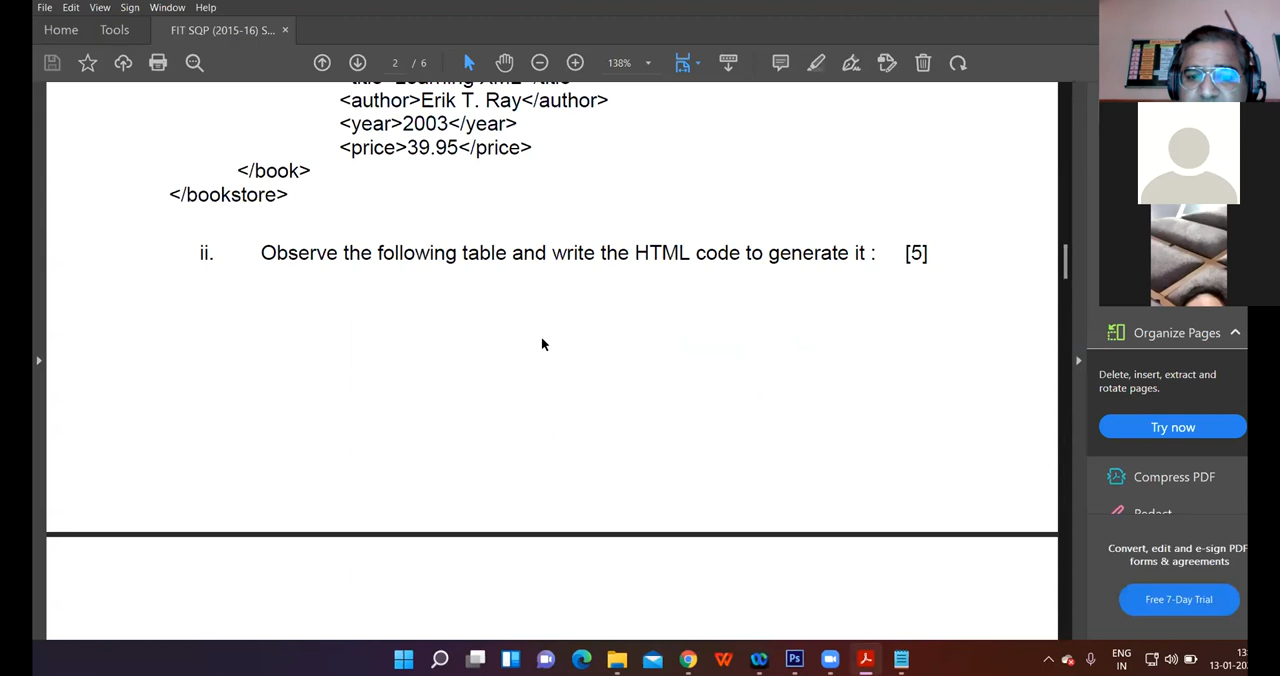 File Edit View Sign Window Help
Home Tools FIT SQP (2015-16) S... ×
2 / 6 138%
<author>Erik T. Ray</author>
<year>2003</year>
<price>39.95</price>
</book>
</bookstore>
ii. Observe the following table and write the HTML code to generate it : [5]
Organize Pages
Delete, insert, extract and
rotate pages.
Try now
Compress PDF
Redact
Convert, edit and e-sign PDF
forms & agreements
Free 7-Day Trial
ENG
IN
13-01-20